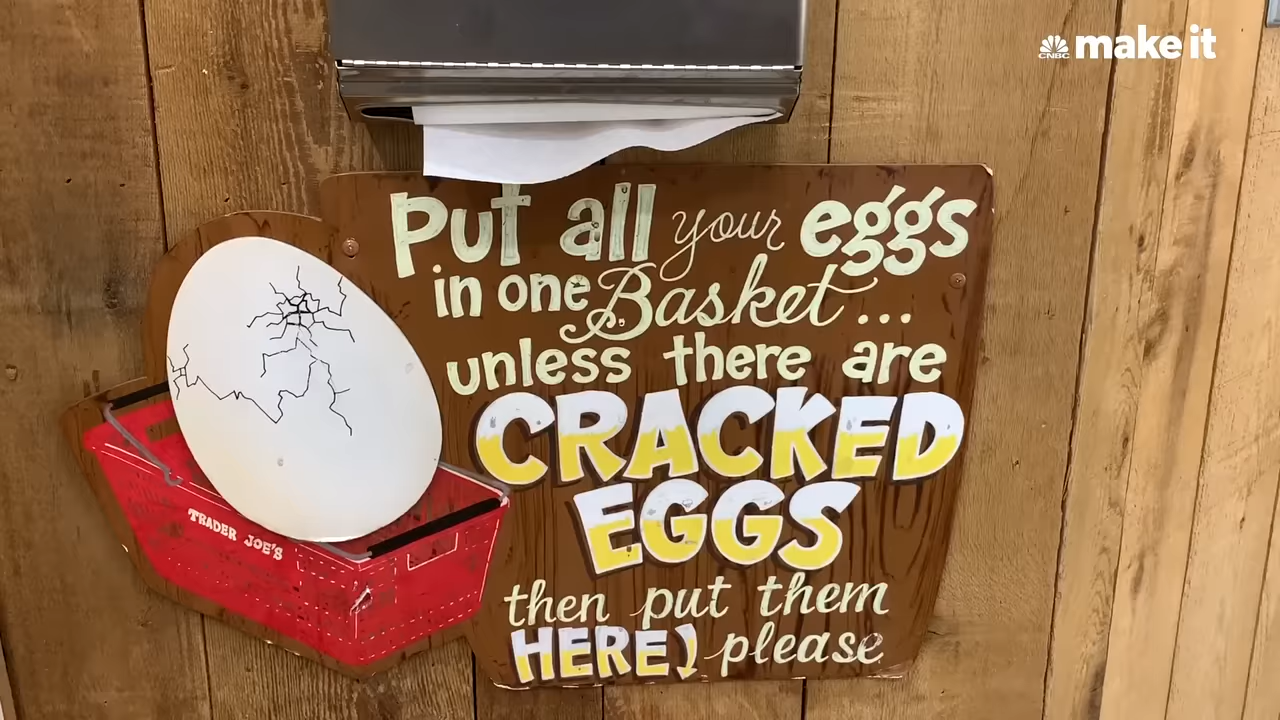 CNBC make it
Put all your eggs
in one Basket...
unless there are
CRACKED
EGGS
then put them
HERE please
TRADER JOE'S